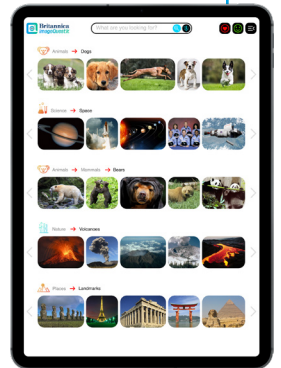 Britannica
ImageQuest®
What are you looking for?
Animals → Dogs
Science → Space
Animals → Mammals → Bears
Nature → Volcanoes
Places → Landmarks